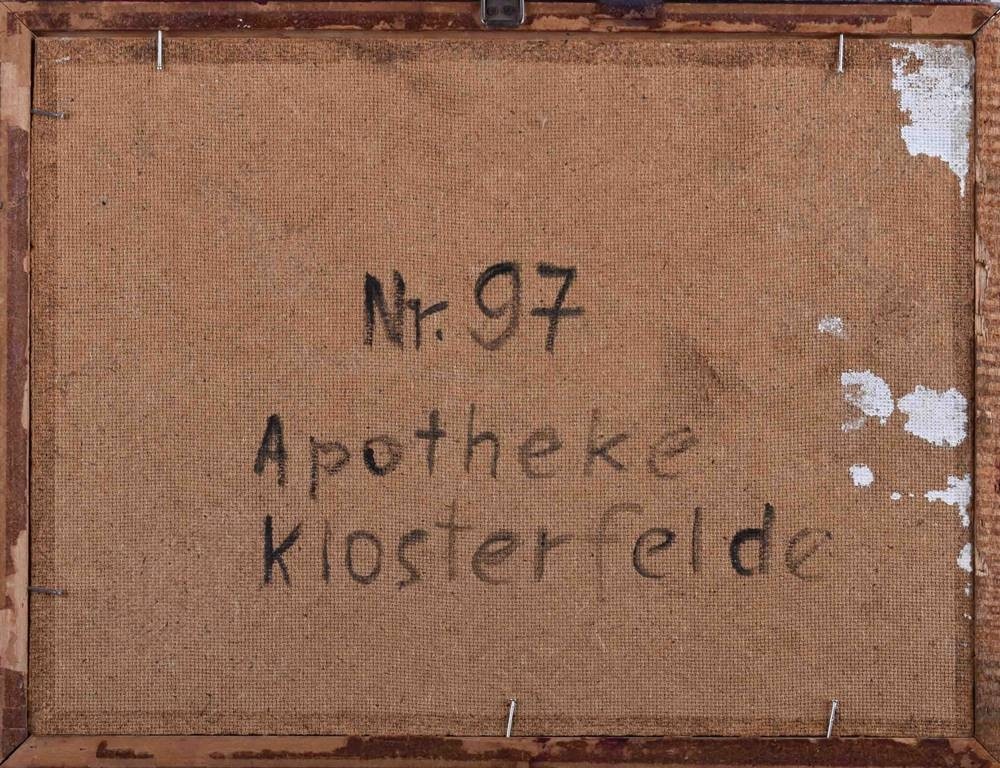 Nr. 97
Apotheke
Klosterfelde